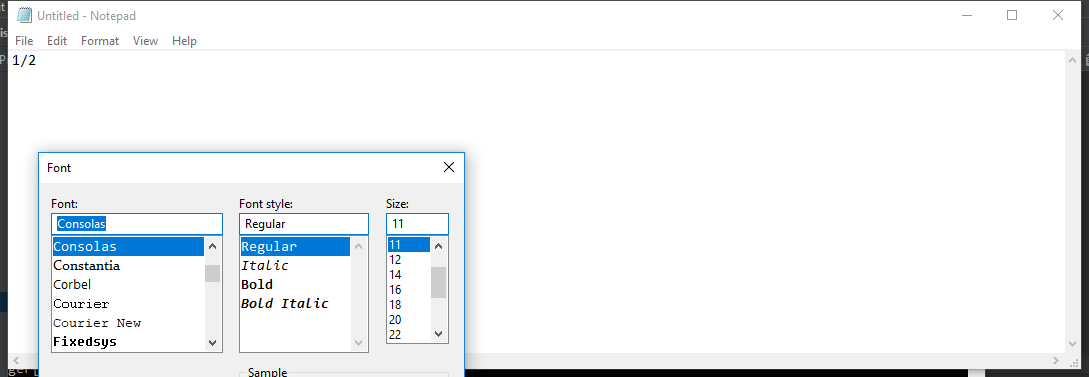 Untitled - Notepad
File Edit Format View Help
1/2
Font
Font: Font style: Size:
Consolas Regular 11
Consolas Regular 11
Constantia Italic 12
Corbel Bold 14
Courier Bold Italic 16
Courier New 18
Fixedsys 20
22
Sample